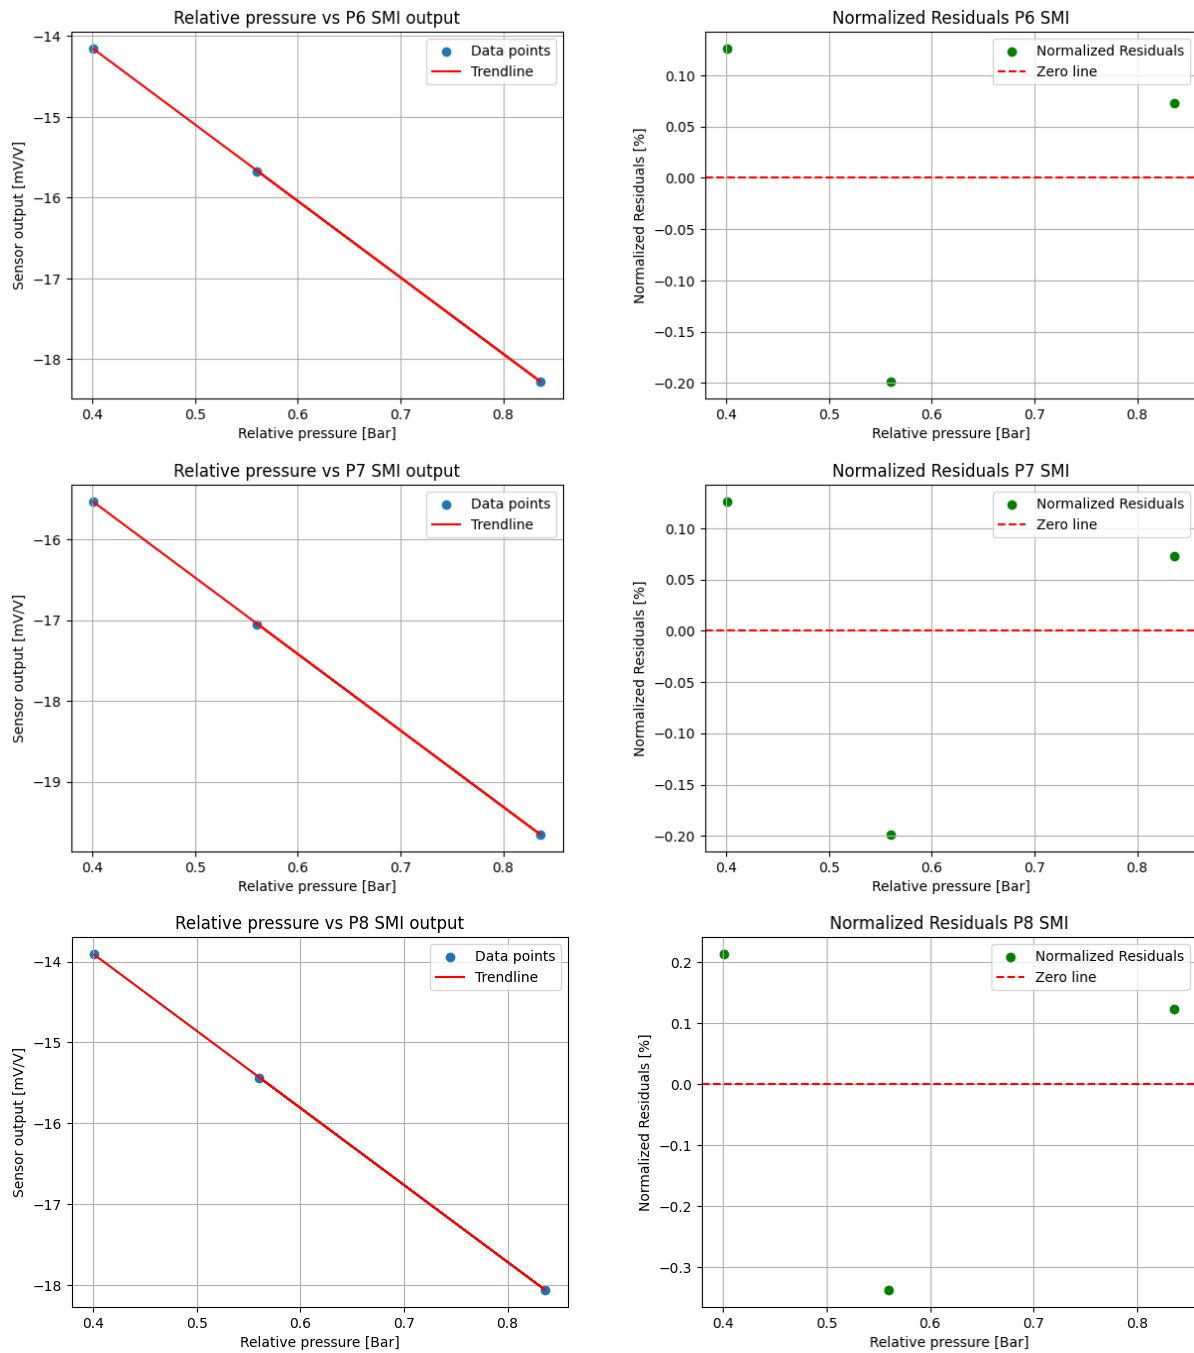 Relative pressure vs P6 SMI output
−14
−15
−16
−17
−18
Sensor output [mV/V]
Data points
Trendline
0.4 0.5 0.6 0.7 0.8
Relative pressure [Bar]
Normalized Residuals P6 SMI
0.10
0.05
0.00
−0.05
−0.10
−0.15
−0.20
Normalized Residuals [%]
Normalized Residuals
Zero line
0.4 0.5 0.6 0.7 0.8
Relative pressure [Bar]
Relative pressure vs P7 SMI output
−16
−17
−18
−19
Sensor output [mV/V]
Data points
Trendline
0.4 0.5 0.6 0.7 0.8
Relative pressure [Bar]
Normalized Residuals P7 SMI
0.10
0.05
0.00
−0.05
−0.10
−0.15
−0.20
Normalized Residuals [%]
Normalized Residuals
Zero line
0.4 0.5 0.6 0.7 0.8
Relative pressure [Bar]
Relative pressure vs P8 SMI output
−14
−15
−16
−17
−18
Sensor output [mV/V]
Data points
Trendline
0.4 0.5 0.6 0.7 0.8
Relative pressure [Bar]
Normalized Residuals P8 SMI
0.2
0.1
0.0
−0.1
−0.2
−0.3
Normalized Residuals [%]
Normalized Residuals
Zero line
0.4 0.5 0.6 0.7 0.8
Relative pressure [Bar]